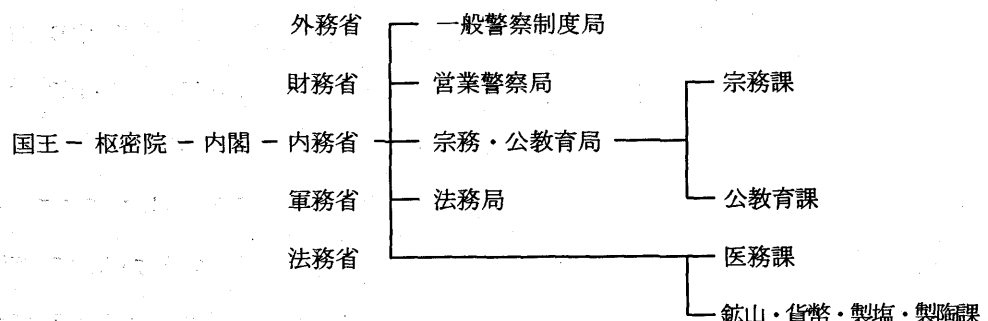 外務省 一般警察制度局
財務省 営業警察局 宗務課
国王 － 枢密院 － 内閣 － 内務省 宗務・公教育局
軍務省 法務局 公教育課
法務省 医務課
鉱山・貨幣・製塩・製陶課